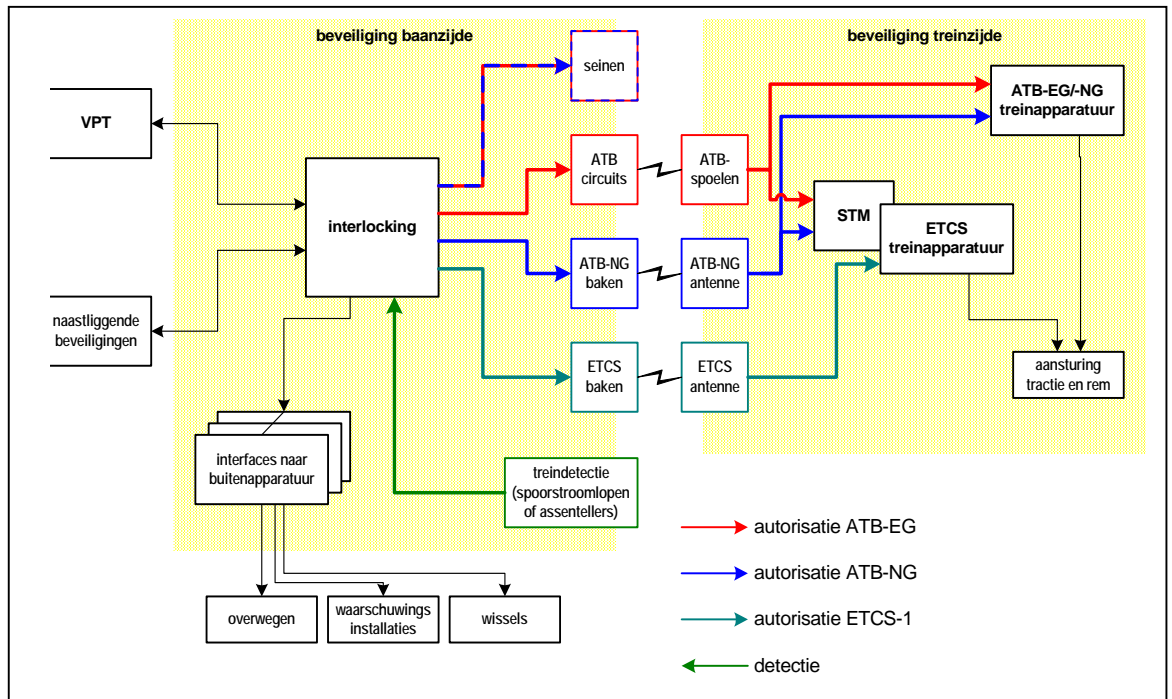 beveiliging baanzijde
beveiliging treinzijde
seinen
ATB-EG/-NG
treinapparatuur
VPT
ATB
circuits
ATB-
spoelen
interlocking
STM
ETCS
treinapparatuur
ATB-NG
baken
ATB-NG
antenne
naastliggende
beveiligingen
ETCS
baken
ETCS
antenne
aansturing
tractie en rem
interfaces naar
buitenapparatuur
treindetectie
(spoorstroomlopen
of assentellers)
autorisatie ATB-EG
autorisatie ATB-NG
autorisatie ETCS-1
detectie
overwegen
waarschuwings
installaties
wissels